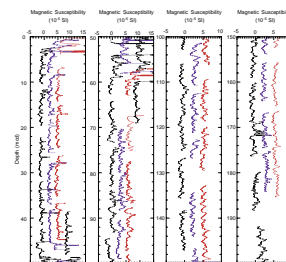 Magnetic Susceptibility Magnetic Susceptibility Magnetic Susceptibility Magnetic Susceptibility
(10⁻⁵ SI) (10⁻⁵ SI) (10⁻⁵ SI) (10⁻⁵ SI)
-5 0 5 10 15 -5 0 5 10 15 -5 0 5 10 -5 0 5
0 50 100 150
10 60 110 160
20 70 120 170
Depth (mcd)
30 80 130 180
40 90 140 190